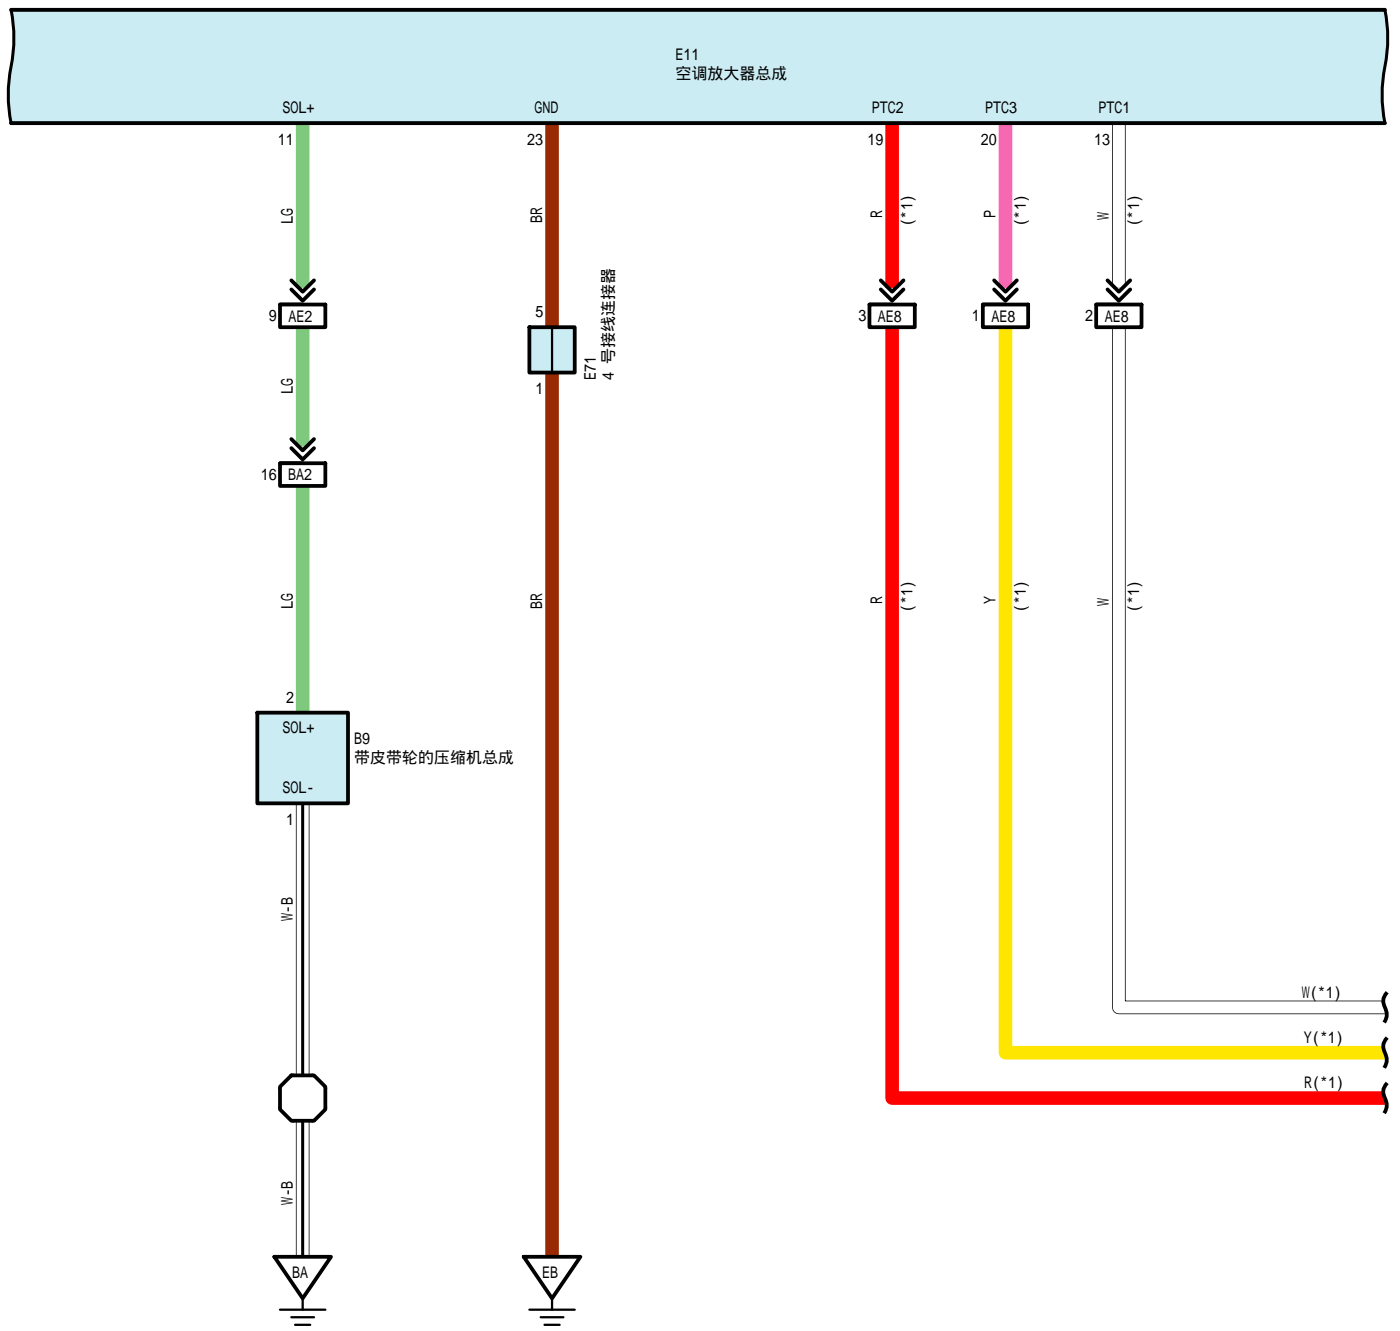 E11
空调放大器总成
SOL+
GND
PTC2
PTC3
PTC1
11
23
19
20
13
LG
BR
R
(*1)
P
(*1)
W
(*1)
9
AE2
5
E71
4 号接线连接器
1
3
AE8
1
AE8
2
AE8
LG
16
BA2
LG
BR
R
(*1)
Y
(*1)
W
(*1)
2
SOL+
SOL-
B9
带皮带轮的压缩机总成
1
W-B
W(*1)
Y(*1)
R(*1)
W-B
BA
EB